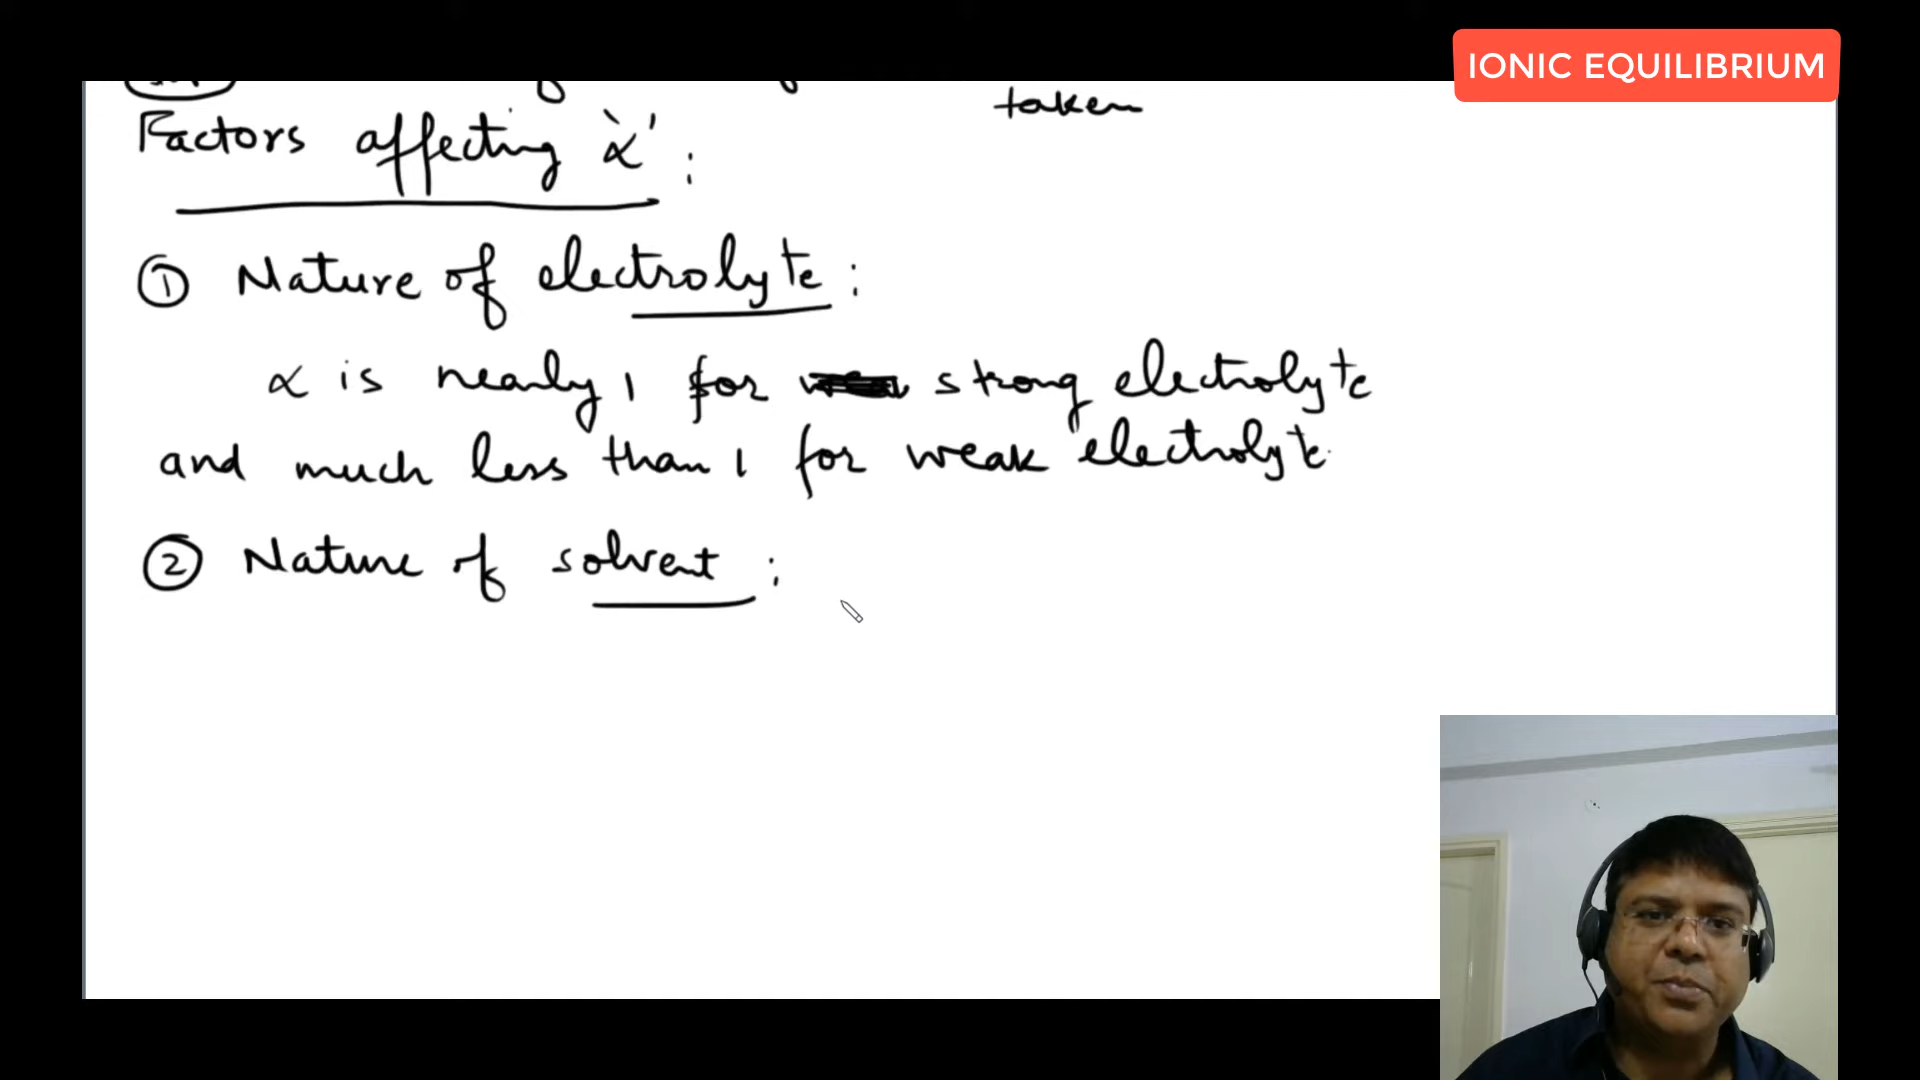 IONIC EQUILIBRIUM
taken
Factors affecting 'α' :
① Nature of electrolyte :
α is nearly 1 for strong electrolyte
and much less than 1 for weak electrolyte.
② Nature of solvent :